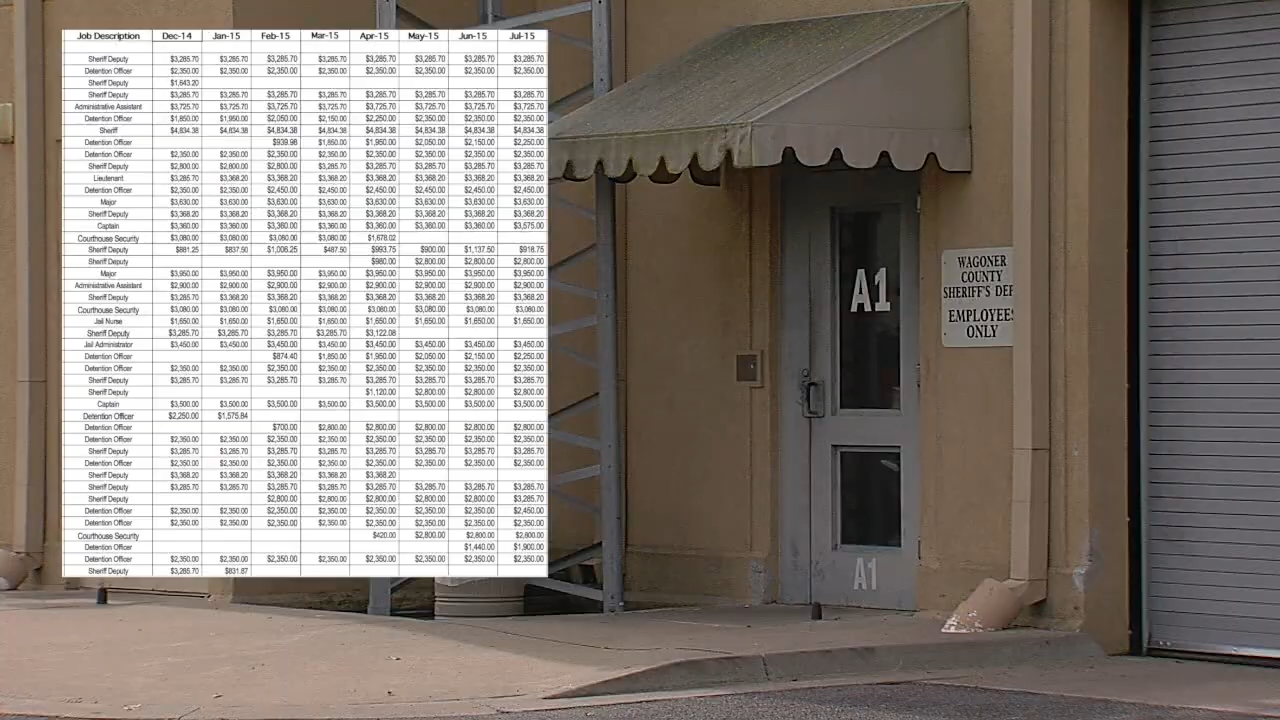 Job Description Dec-14 Jan-15 Feb-15 Mar-15 Apr-15 May-15 Jun-15 Jul-15
Sheriff Deputy $3,285.70 $3,285.70 $3,285.70 $3,285.70 $3,285.70 $3,285.70 $3,285.70 $3,285.70
Detention Officer $2,350.00 $2,350.00 $2,350.00 $2,350.00 $2,350.00 $2,350.00 $2,350.00 $2,350.00
Sheriff Deputy $1,643.20
Sheriff Deputy $3,285.70 $3,285.70 $3,285.70 $3,285.70 $3,285.70 $3,285.70 $3,285.70 $3,285.70
Administrative Assistant $3,725.70 $3,725.70 $3,725.70 $3,725.70 $3,725.70 $3,725.70 $3,725.70 $3,725.70
Detention Officer $1,850.00 $1,950.00 $2,050.00 $2,150.00 $2,250.00 $2,350.00 $2,350.00 $2,350.00
Sheriff $4,834.38 $4,834.38 $4,834.38 $4,834.38 $4,834.38 $4,834.38 $4,834.38 $4,834.38
Detention Officer $939.98 $1,850.00 $1,950.00 $2,050.00 $2,150.00 $2,250.00
Detention Officer $2,350.00 $2,350.00 $2,350.00 $2,350.00 $2,350.00 $2,350.00 $2,350.00 $2,350.00
Sheriff Deputy $2,800.00 $2,800.00 $2,800.00 $3,285.70 $3,285.70 $3,285.70 $3,285.70 $3,285.70
Lieutenant $3,285.70 $3,368.20 $3,368.20 $3,368.20 $3,368.20 $3,368.20 $3,368.20 $3,368.20
Detention Officer $2,350.00 $2,350.00 $2,450.00 $2,450.00 $2,450.00 $2,450.00 $2,450.00 $2,450.00
Major $3,630.00 $3,630.00 $3,630.00 $3,630.00 $3,630.00 $3,630.00 $3,630.00 $3,630.00
Sheriff Deputy $3,368.20 $3,368.20 $3,368.20 $3,368.20 $3,368.20 $3,368.20 $3,368.20 $3,368.20
Captain $3,360.00 $3,360.00 $3,360.00 $3,360.00 $3,360.00 $3,360.00 $3,360.00 $3,575.00
Courthouse Security $3,080.00 $3,080.00 $3,080.00 $3,080.00 $1,678.02
Sheriff Deputy $881.25 $837.50 $1,006.25 $487.50 $993.75 $900.00 $1,137.50 $918.75
Sheriff Deputy $980.00 $2,800.00 $2,800.00 $2,800.00
Major $3,950.00 $3,950.00 $3,950.00 $3,950.00 $3,950.00 $3,950.00 $3,950.00 $3,950.00
Administrative Assistant $2,900.00 $2,900.00 $2,900.00 $2,900.00 $2,900.00 $2,900.00 $2,900.00 $2,900.00
Sheriff Deputy $3,285.70 $3,368.20 $3,368.20 $3,368.20 $3,368.20 $3,368.20 $3,368.20 $3,368.20
Courthouse Security $3,080.00 $3,080.00 $3,080.00 $3,080.00 $3,080.00 $3,080.00 $3,080.00 $3,080.00
Jail Nurse $1,650.00 $1,650.00 $1,650.00 $1,650.00 $1,650.00 $1,650.00 $1,650.00 $1,650.00
Sheriff Deputy $3,285.70 $3,285.70 $3,285.70 $3,285.70 $3,122.08
Jail Administrator $3,450.00 $3,450.00 $3,450.00 $3,450.00 $3,450.00 $3,450.00 $3,450.00 $3,450.00
Detention Officer $874.40 $1,850.00 $1,950.00 $2,050.00 $2,150.00 $2,250.00
Detention Officer $2,350.00 $2,350.00 $2,350.00 $2,350.00 $2,350.00 $2,350.00 $2,350.00 $2,350.00
Sheriff Deputy $3,285.70 $3,285.70 $3,285.70 $3,285.70 $3,285.70 $3,285.70 $3,285.70 $3,285.70
Sheriff Deputy $1,120.00 $2,800.00 $2,800.00 $2,800.00
Captain $3,500.00 $3,500.00 $3,500.00 $3,500.00 $3,500.00 $3,500.00 $3,500.00 $3,500.00
Detention Officer $2,250.00 $1,575.84
Detention Officer $700.00 $2,800.00 $2,800.00 $2,800.00 $2,800.00 $2,800.00
Detention Officer $2,350.00 $2,350.00 $2,350.00 $2,350.00 $2,350.00 $2,350.00 $2,350.00 $2,350.00
Sheriff Deputy $3,285.70 $3,285.70 $3,285.70 $3,285.70 $3,285.70 $3,285.70 $3,285.70 $3,285.70
Detention Officer $2,350.00 $2,350.00 $2,350.00 $2,350.00 $2,350.00 $2,350.00 $2,350.00 $2,350.00
Sheriff Deputy $3,368.20 $3,368.20 $3,368.20 $3,368.20 $3,368.20
Sheriff Deputy $3,285.70 $3,285.70 $3,285.70 $3,285.70 $3,285.70 $3,285.70 $3,285.70 $3,285.70
Sheriff Deputy $2,800.00 $2,800.00 $2,800.00 $2,800.00 $2,800.00 $3,285.70
Detention Officer $2,350.00 $2,350.00 $2,350.00 $2,350.00 $2,350.00 $2,350.00 $2,350.00 $2,450.00
Detention Officer $2,350.00 $2,350.00 $2,350.00 $2,350.00 $2,350.00 $2,350.00 $2,350.00 $2,350.00
Courthouse Security $420.00 $2,800.00 $2,800.00 $2,800.00
Detention Officer $1,440.00 $1,900.00
Detention Officer $2,350.00 $2,350.00 $2,350.00 $2,350.00 $2,350.00 $2,350.00 $2,350.00 $2,350.00
Sheriff Deputy $3,285.70 $831.87
A1
WAGONER
COUNTY
SHERIFF'S DEP
EMPLOYEES
ONLY
A1